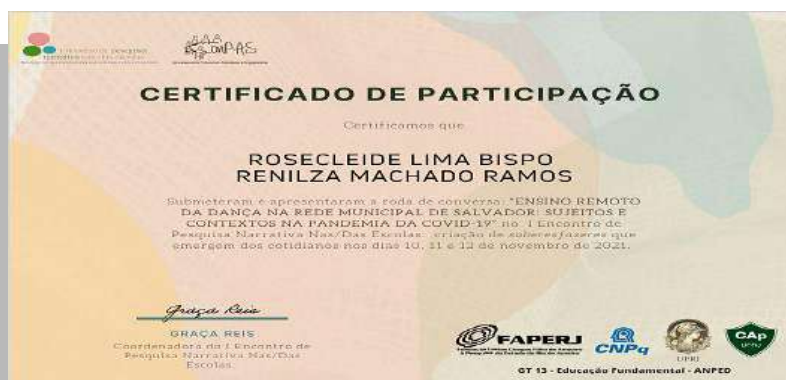 CERTIFICADO DE PARTICIPAÇÃO
Certificamos que
ROSECLEIDE LIMA BISPO
RENILZA MACHADO RAMOS
Submeteram e apresentaram a roda de conversa: "ENSINO REMOTO
DA DANÇA NA REDE MUNICIPAL DE SALVADOR: SUJEITOS E
CONTEXTOS NA PANDEMIA DA COVID-19" no I Encontro de
Pesquisa Narrativa Nas/Das Escolas: criação de saberesfazeres que
emergem dos cotidianos nos dias 10, 11 e 12 de novembro de 2021.
Graça Reis
GRAÇA REIS
Coordenadora do I Encontro de
Pesquisa Narrativa Nas/Das
Escolas.
FAPERJ
CNPq
UFRJ
CAp
UFRJ
GT 13 - Educação Fundamental - ANPED